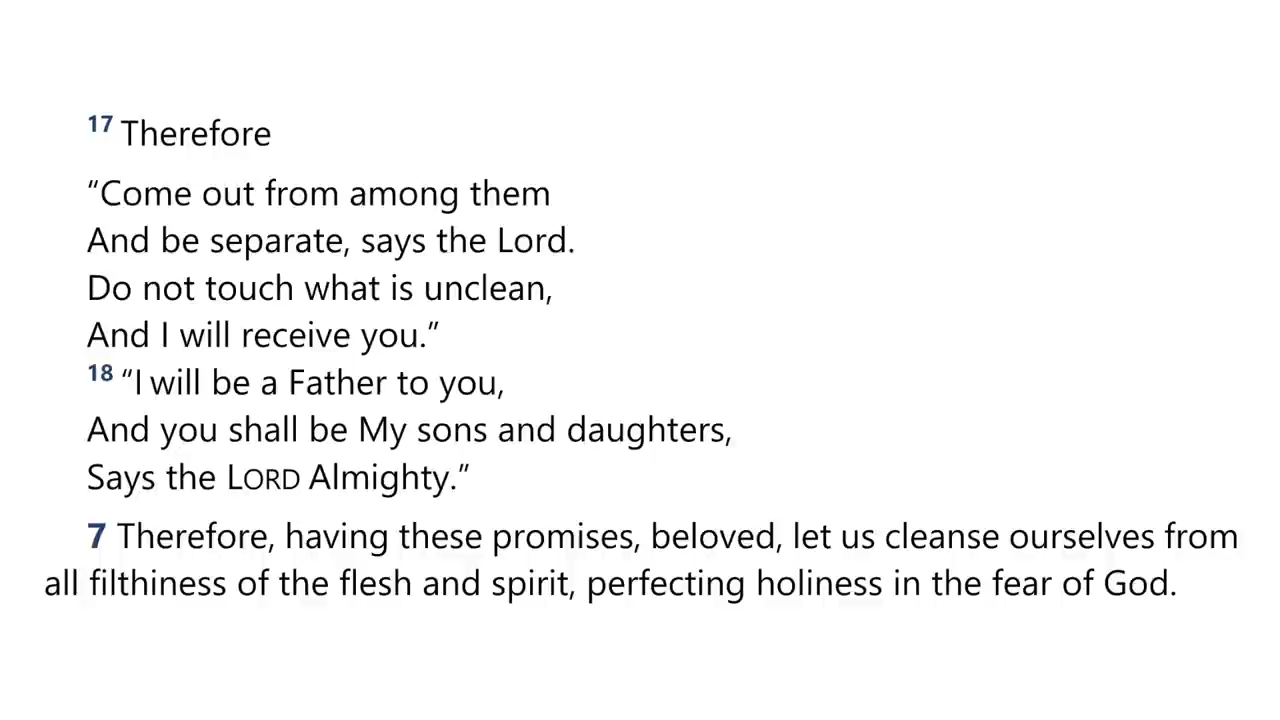 17 Therefore
“Come out from among them
And be separate, says the Lord.
Do not touch what is unclean,
And I will receive you.”
18 “I will be a Father to you,
And you shall be My sons and daughters,
Says the LORD Almighty.”
7 Therefore, having these promises, beloved, let us cleanse ourselves from
all filthiness of the flesh and spirit, perfecting holiness in the fear of God.